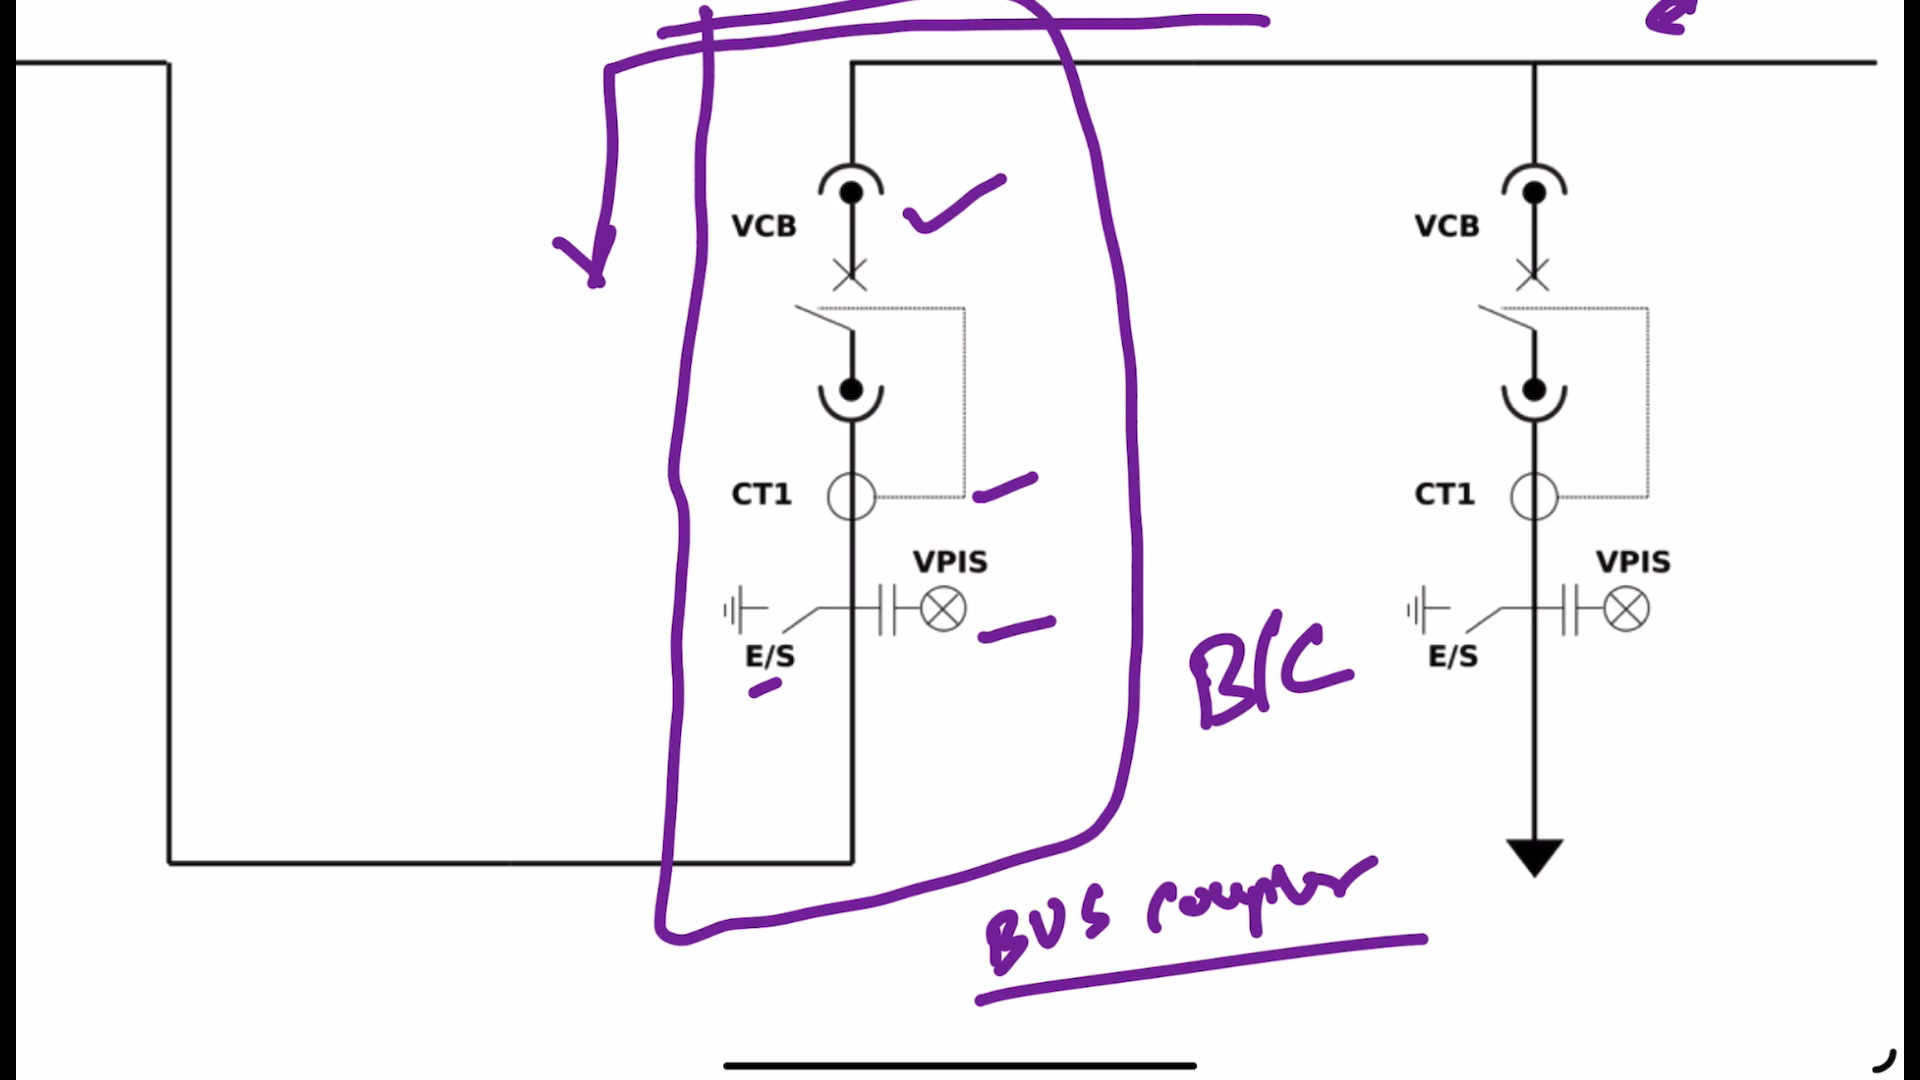 VCB
VCB
CT1
CT1
VPIS
VPIS
E/S
E/S
B/C
BUS coupler